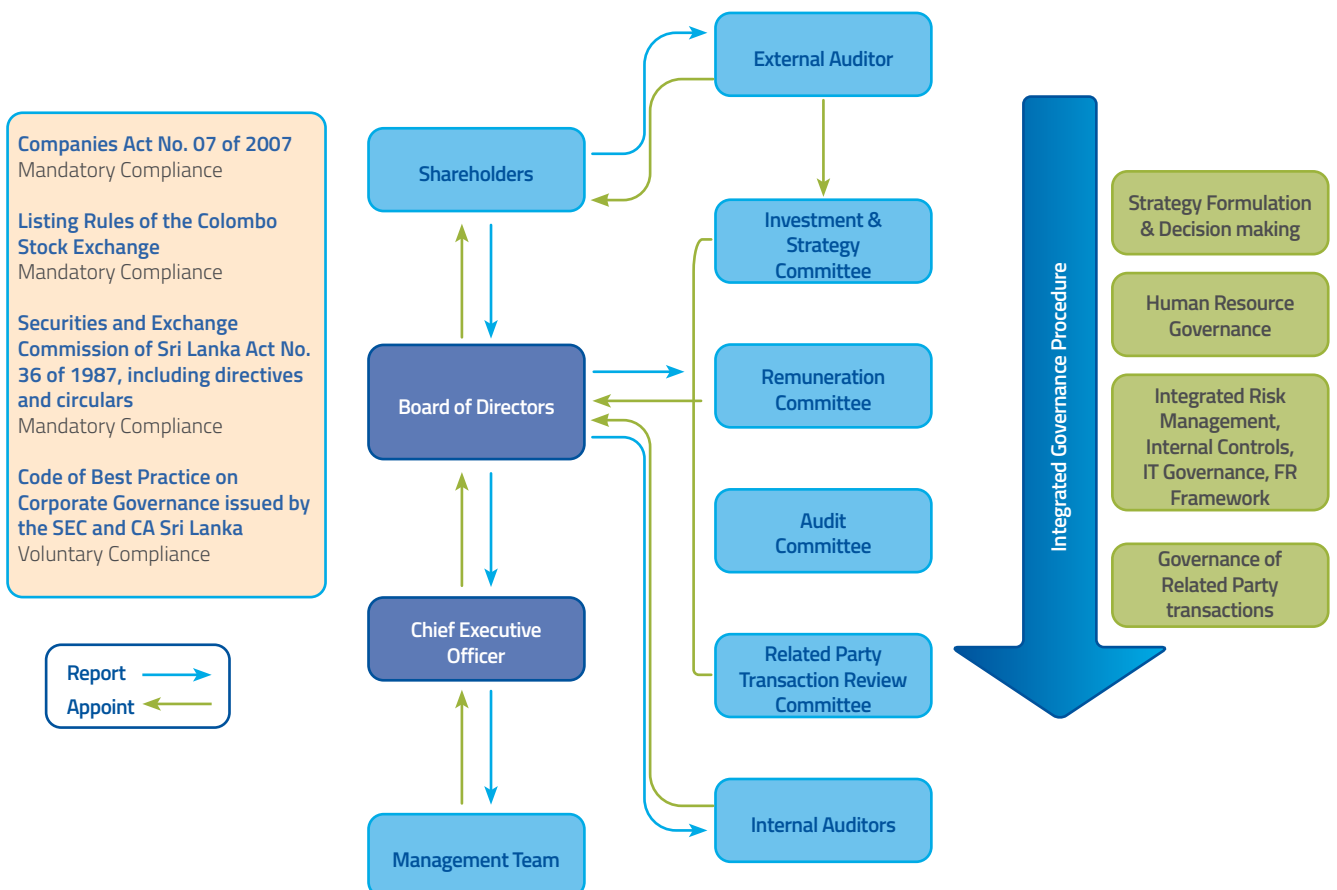 Companies Act No. 07 of 2007
Mandatory Compliance
Listing Rules of the Colombo
Stock Exchange
Mandatory Compliance
Securities and Exchange
Commission of Sri Lanka Act No.
36 of 1987, including directives
and circulars
Mandatory Compliance
Code of Best Practice on
Corporate Governance issued by
the SEC and CA Sri Lanka
Voluntary Compliance
Report
Appoint
Shareholders
Board of Directors
Chief Executive
Officer
Management Team
External Auditor
Investment &
Strategy
Committee
Remuneration
Committee
Audit
Committee
Related Party
Transaction Review
Committee
Internal Auditors
Integrated Governance Procedure
Strategy Formulation
& Decision making
Human Resource
Governance
Integrated Risk
Management,
Internal Controls,
IT Governance, FR
Framework
Governance of
Related Party
transactions